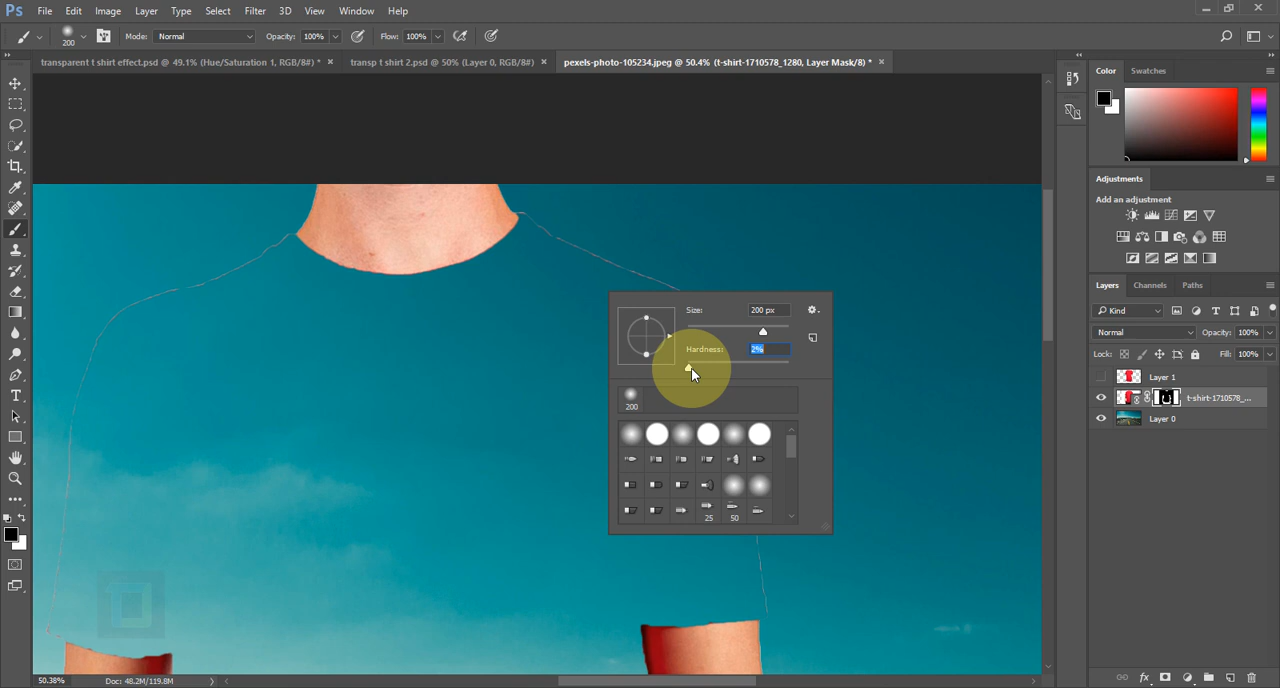 Ps File Edit Image Layer Type Select Filter 3D View Window Help
200 Mode: Normal Opacity: 100% Flow: 100%
transparent t shirt effect.psd @ 49.1% (Hue/Saturation 1, RGB/8#) * × transp t shirt 2.psd @ 50% (Layer 0, RGB/8#) × pexels-photo-105234.jpeg @ 50.4% (t-shirt-1710578_1280, Layer Mask/8) * ×
Color Swatches
Adjustments
Add an adjustment
Layers Channels Paths
Kind
Normal Opacity: 100%
Lock: Fill: 100%
Layer 1
t-shirt-1710578_...
Layer 0
Size: 200 px
Hardness: 2%
200
25 50
50.38% Doc: 48.2M/119.8M